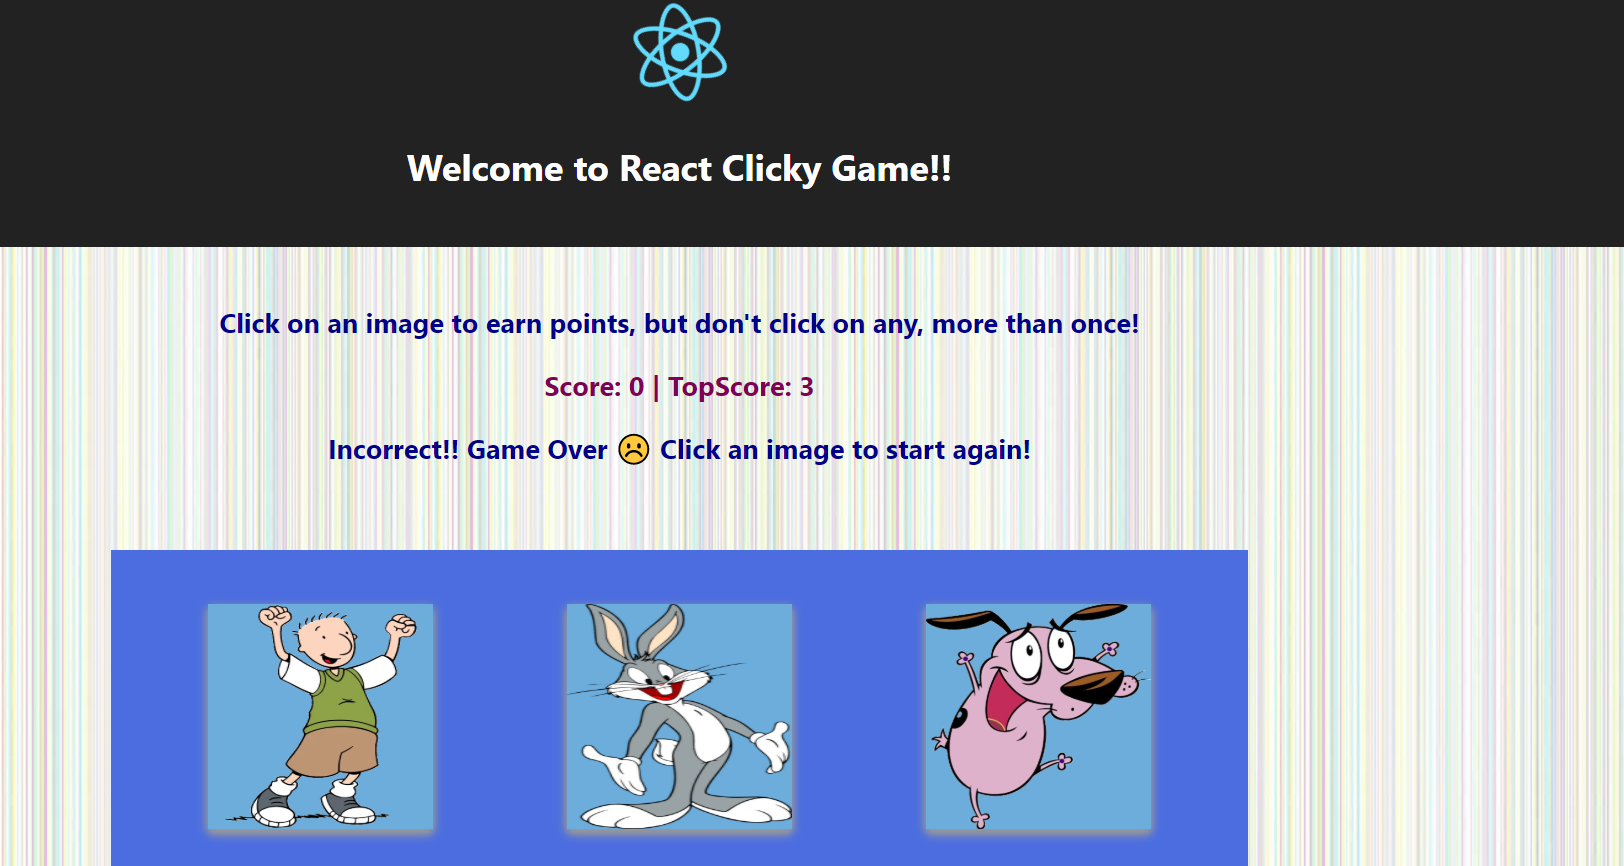 Welcome to React Clicky Game!!
Click on an image to earn points, but don't click on any, more than once!
Score: 0 | TopScore: 3
Incorrect!! Game Over ☹️ Click an image to start again!